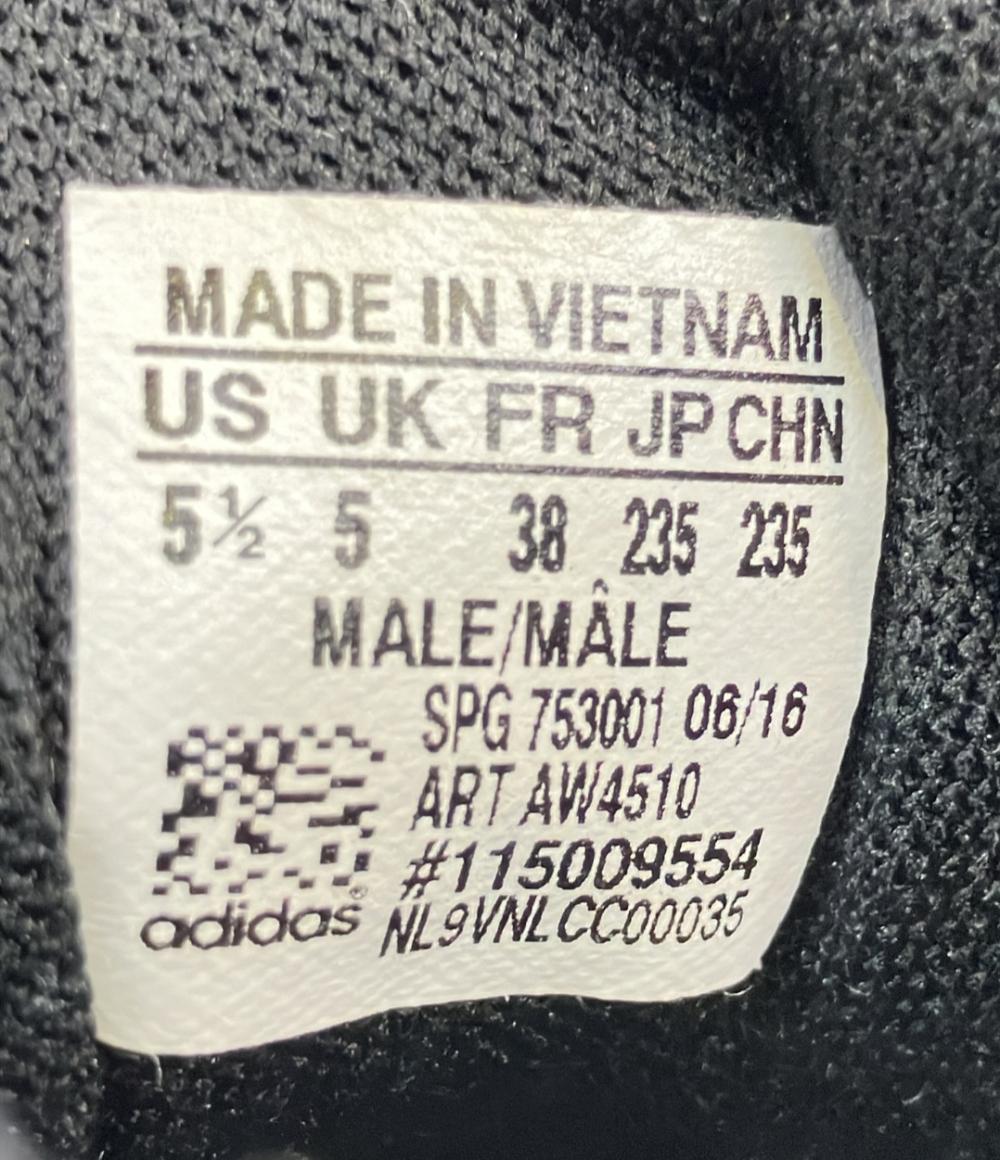 MADE IN VIETNAM
US UK FR JP CHN
5½ 5 38 235 235
MALE/MÂLE
SPG 753001 06/16
ART AW4510
#115009554
adidas® NL9VNLCC00035